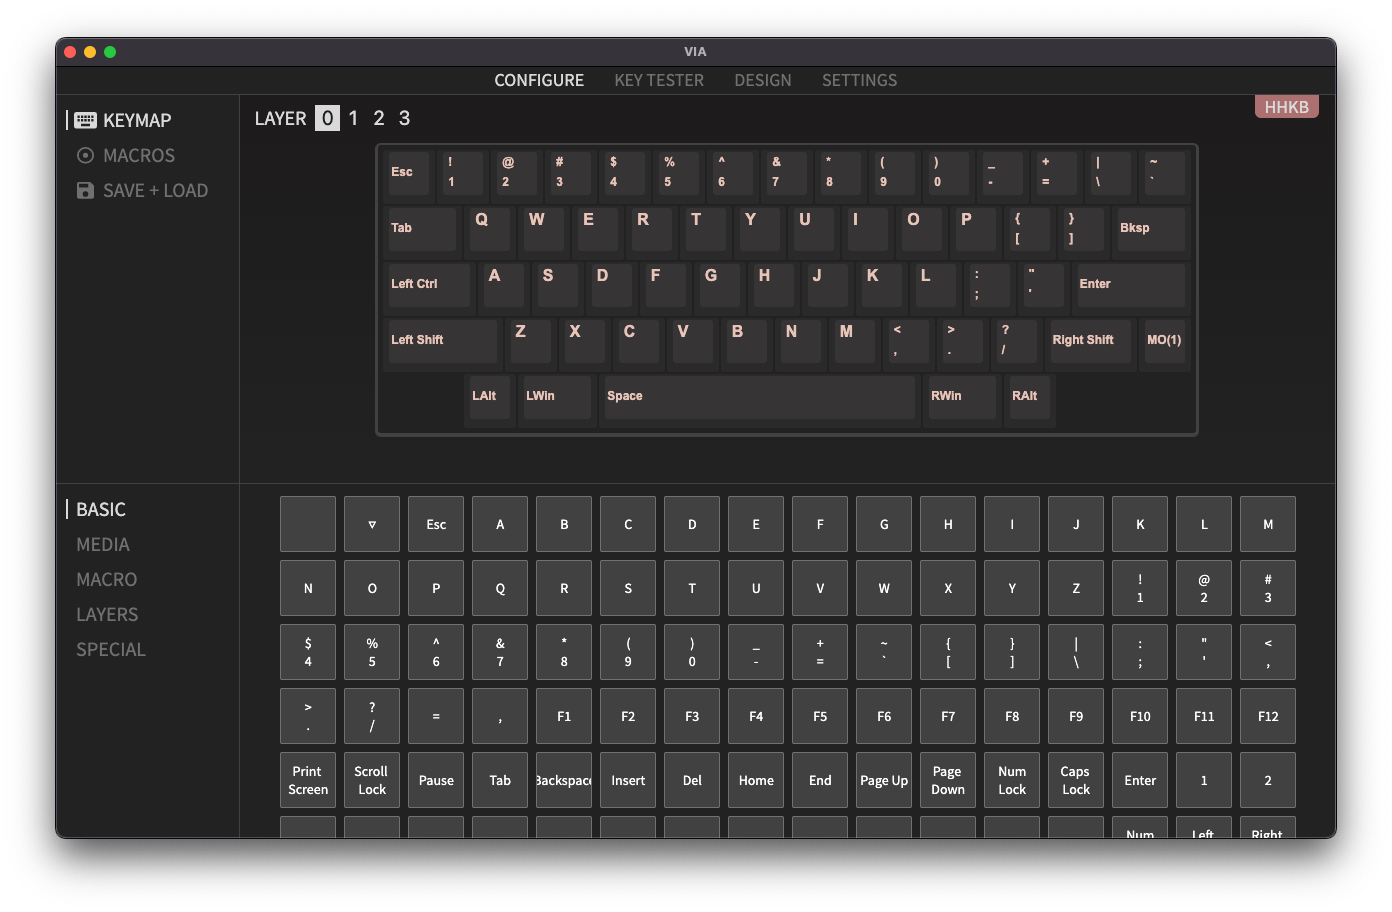 VIA
CONFIGURE KEY TESTER DESIGN SETTINGS
KEYMAP
MACROS
SAVE + LOAD
LAYER 0 1 2 3
HHKB
Esc ! 1 @ 2 # 3 $ 4 % 5 ^ 6 & 7 * 8 ( 9 ) 0 _ - + = | \ ~ `
Tab Q W E R T Y U I O P { [ } ] Bksp
Left Ctrl A S D F G H J K L : ; " ' Enter
Left Shift Z X C V B N M < , > . ? / Right Shift MO(1)
LAlt LWin Space RWin RAlt
BASIC
MEDIA
MACRO
LAYERS
SPECIAL
▽ Esc A B C D E F G H I J K L M
N O P Q R S T U V W X Y Z ! 1 @ 2 # 3
$ 4 % 5 ^ 6 & 7 * 8 ( 9 ) 0 _ - + = ~ ` { [ } ] | \ : ; " ' < ,
> . ? / = , F1 F2 F3 F4 F5 F6 F7 F8 F9 F10 F11 F12
Print Screen Scroll Lock Pause Tab Backspace Insert Del Home End Page Up Page Down Num Lock Caps Lock Enter 1 2
Num Left Right